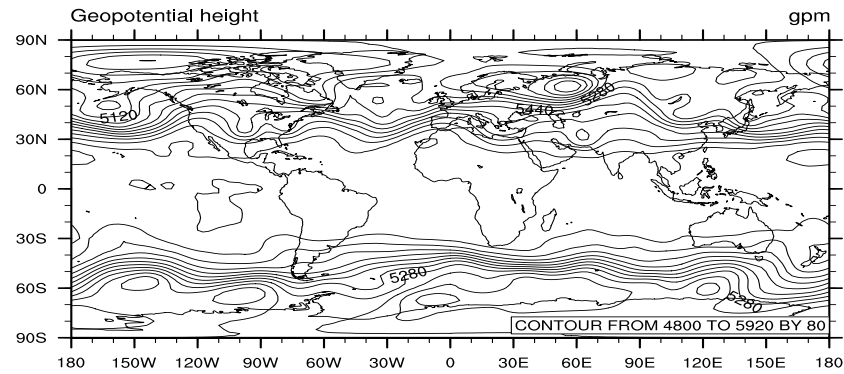 Geopotential height gpm
90N
60N
30N
0
30S
60S
90S
5120
5440
5280
5280
5280
CONTOUR FROM 4800 TO 5920 BY 80
180 150W 120W 90W 60W 30W 0 30E 60E 90E 120E 150E 180